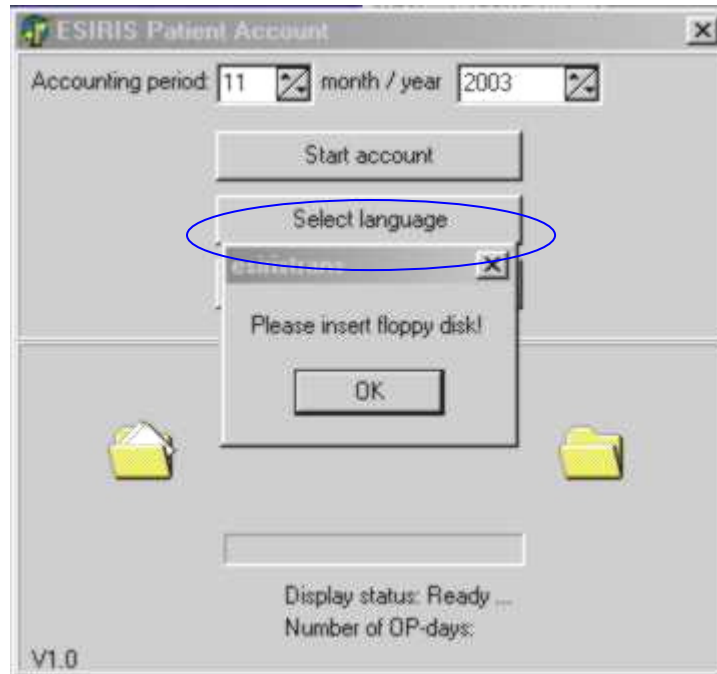 ESIRIS Patient Account
Accounting period: 11 month / year 2003
Start account
Select language
esiristrans
Please insert floppy disk!
OK
Display status: Ready ...
Number of OP-days:
V1.0